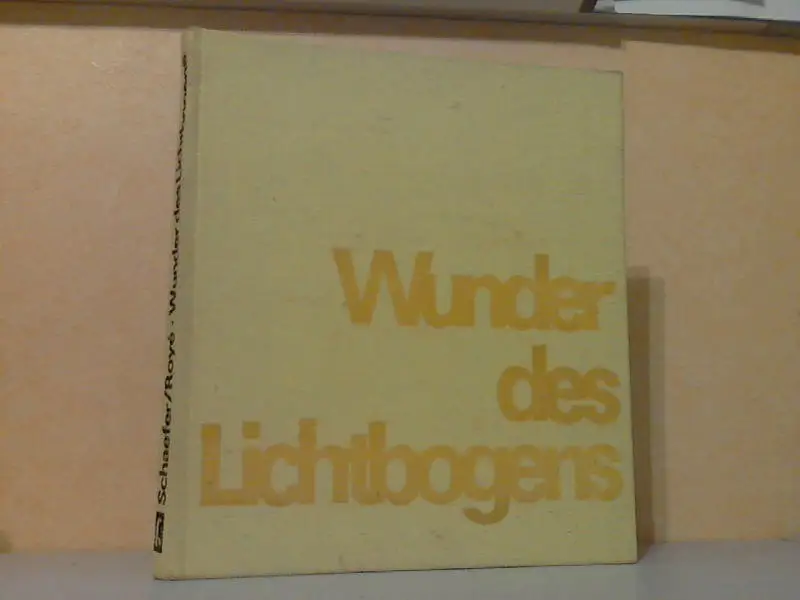 Wunder
des
Lichtbogens
Schaefer/Royé · Wunder des Lichtbogens